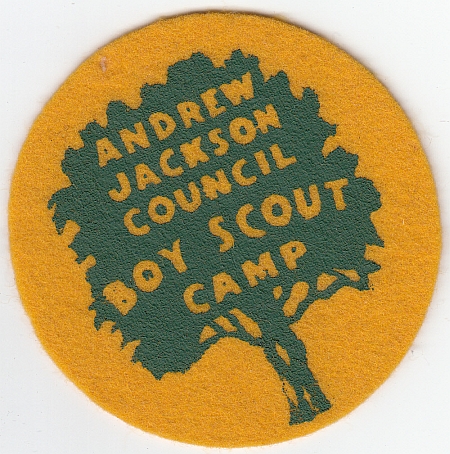 ANDREW
JACKSON
COUNCIL
BOY SCOUT
CAMP